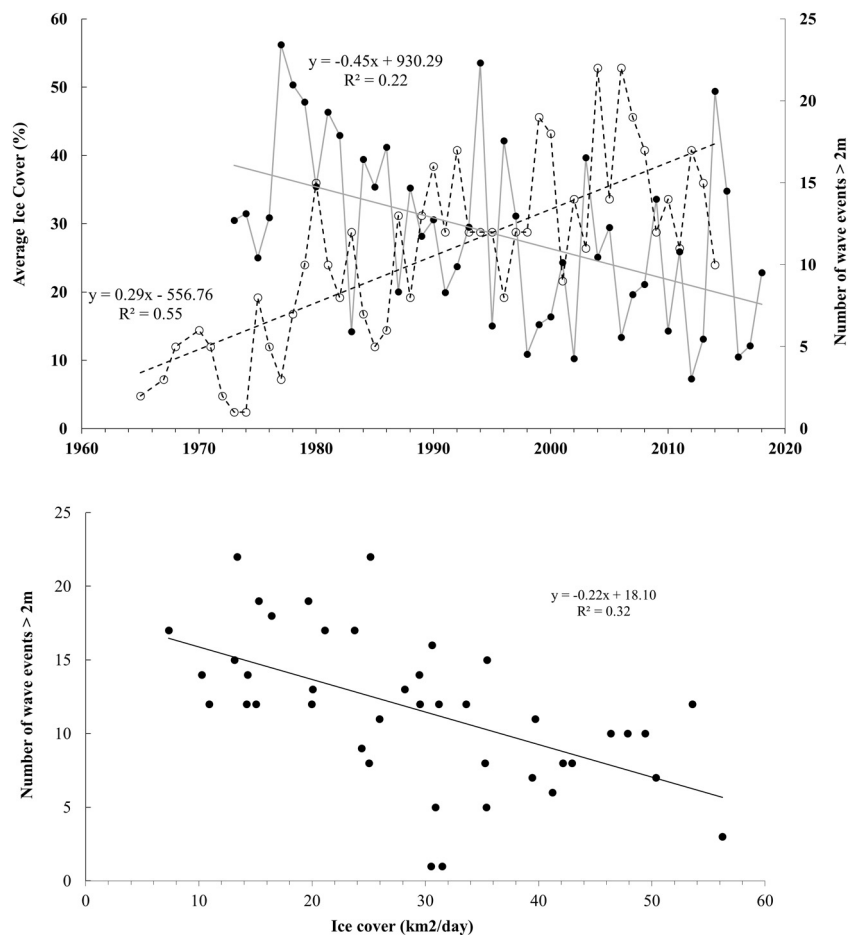 60
50
40
30
20
10
0
Average Ice Cover (%)
25
20
15
10
5
0
Number of wave events > 2m
y = -0.45x + 930.29
R² = 0.22
y = 0.29x - 556.76
R² = 0.55
1960 1970 1980 1990 2000 2010 2020
25
20
15
10
5
0
Number of wave events > 2m
y = -0.22x + 18.10
R² = 0.32
0 10 20 30 40 50 60
Ice cover (km2/day)